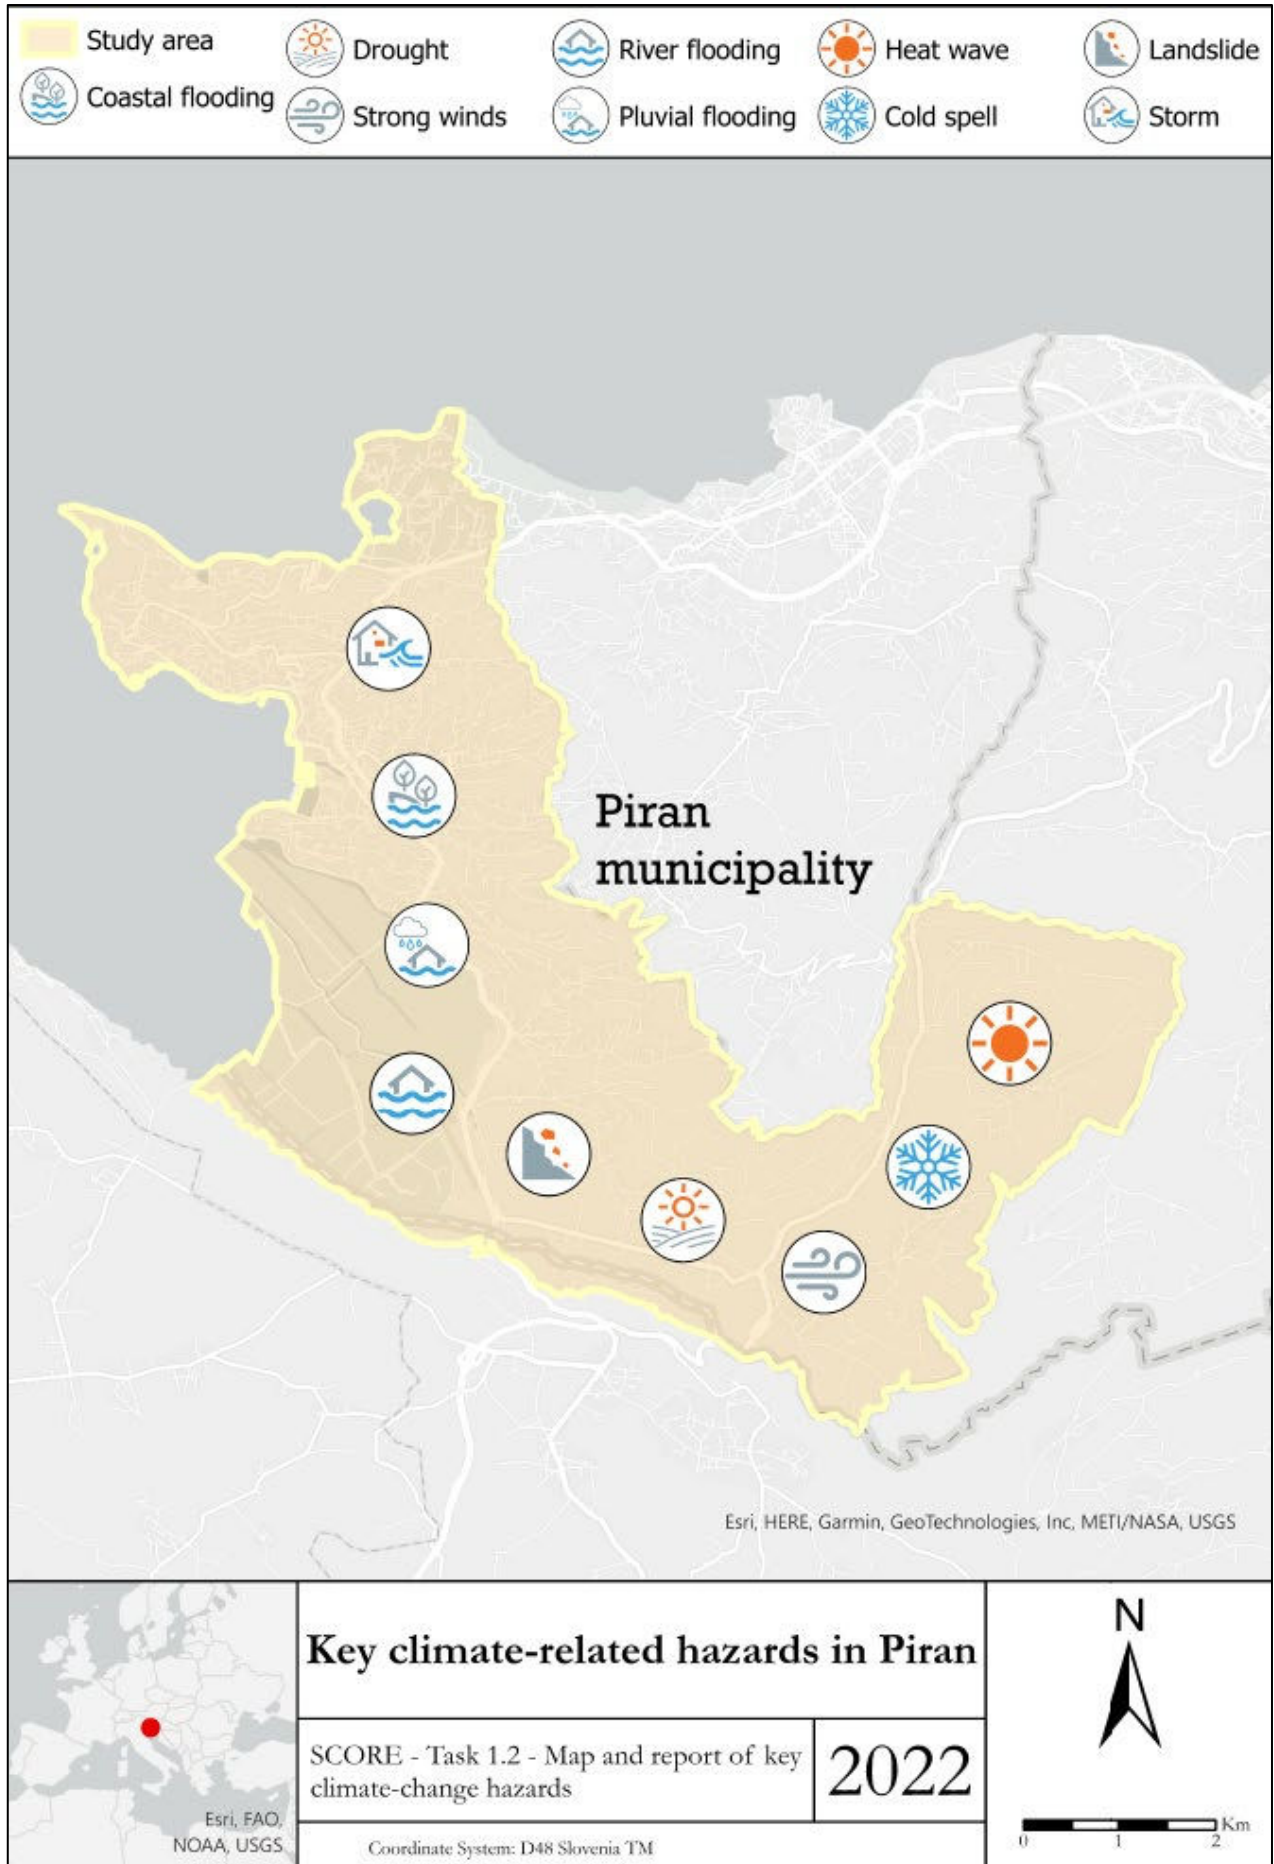 Study area
Drought
River flooding
Heat wave
Landslide
Coastal flooding
Strong winds
Pluvial flooding
Cold spell
Storm
Piran
municipality
Esri, HERE, Garmin, GeoTechnologies, Inc, METI/NASA, USGS
Esri, FAO,
NOAA, USGS
Key climate-related hazards in Piran
SCORE - Task 1.2 - Map and report of key
climate-change hazards
2022
Coordinate System: D48 Slovenia TM
N
Km
0 1 2